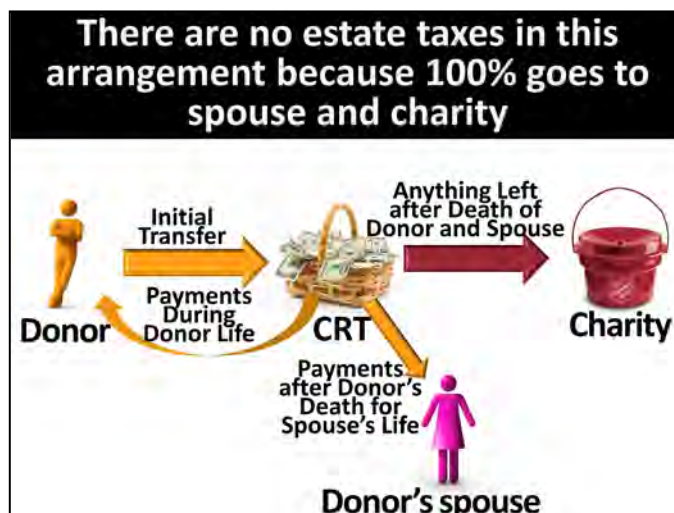 There are no estate taxes in this
arrangement because 100% goes to
spouse and charity
Initial
Transfer
Anything Left
after Death of
Donor and Spouse
Payments
During
Donor Life
Donor
CRT
Charity
Payments
after Donor's
Death for
Spouse's Life
Donor's spouse